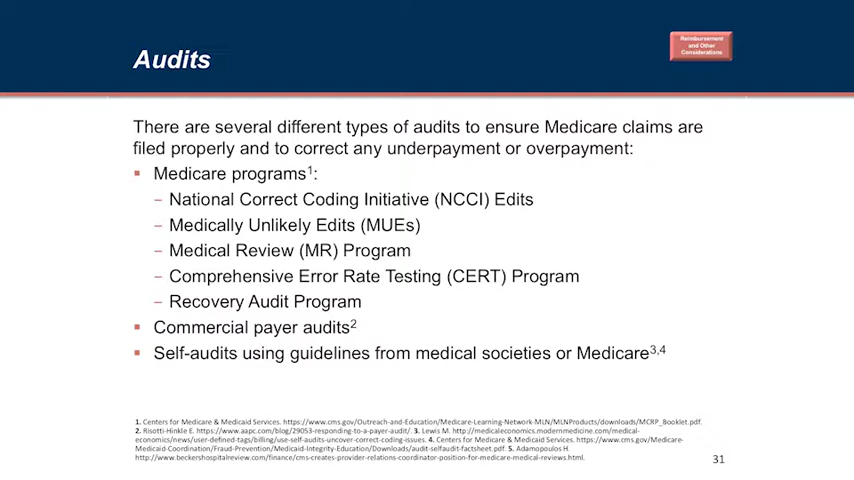 Audits
Reimbursement
and Other
Considerations
There are several different types of audits to ensure Medicare claims are
filed properly and to correct any underpayment or overpayment:
▪ Medicare programs1:
− National Correct Coding Initiative (NCCI) Edits
− Medically Unlikely Edits (MUEs)
− Medical Review (MR) Program
− Comprehensive Error Rate Testing (CERT) Program
− Recovery Audit Program
▪ Commercial payer audits2
▪ Self-audits using guidelines from medical societies or Medicare3,4
1. Centers for Medicare & Medicaid Services. https://www.cms.gov/Outreach-and-Education/Medicare-Learning-Network-MLN/MLNProducts/downloads/MCRP_Booklet.pdf.
2. Risotti-Hinkle E. https://www.aapc.com/blog/29053-responding-to-a-payer-audit/. 3. Lewis M. http://medicaleconomics.modernmedicine.com/medical-
economics/news/user-defined-tags/billing/use-self-audits-uncover-correct-coding-issues. 4. Centers for Medicare & Medicaid Services. https://www.cms.gov/Medicare-
Medicaid-Coordination/Fraud-Prevention/Medicaid-Integrity-Education/Downloads/audit-selfaudit-factsheet.pdf. 5. Adamopoulos H.
http://www.beckershospitalreview.com/finance/cms-creates-provider-relations-coordinator-position-for-medicare-medical-reviews.html.
31